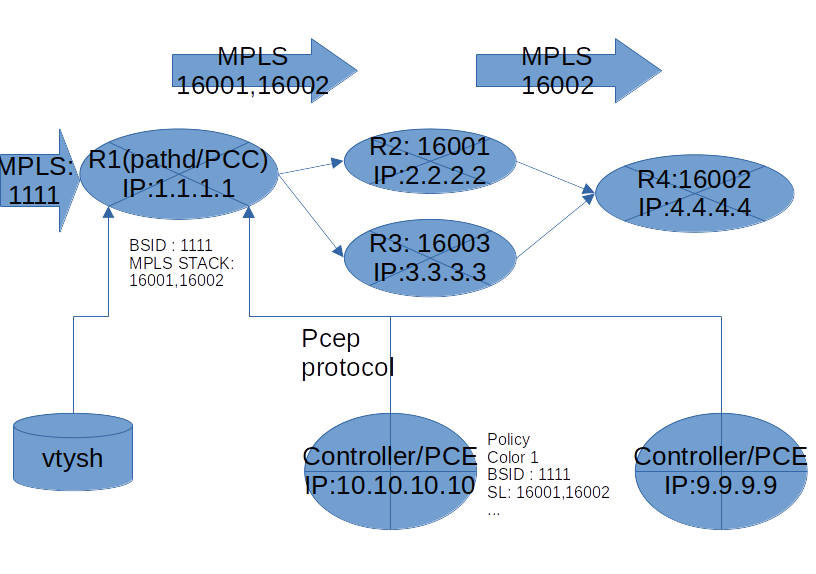 MPLS
16001,16002
MPLS
16002
MPLS:
1111
R1(pathd/PCC)
IP:1.1.1.1
R2: 16001
IP:2.2.2.2
R3: 16003
IP:3.3.3.3
R4:16002
IP:4.4.4.4
BSID : 1111
MPLS STACK:
16001,16002
Pcep
protocol
vtysh
Controller/PCE
IP:10.10.10.10
Policy
Color 1
BSID : 1111
SL: 16001,16002
...
Controller/PCE
IP:9.9.9.9